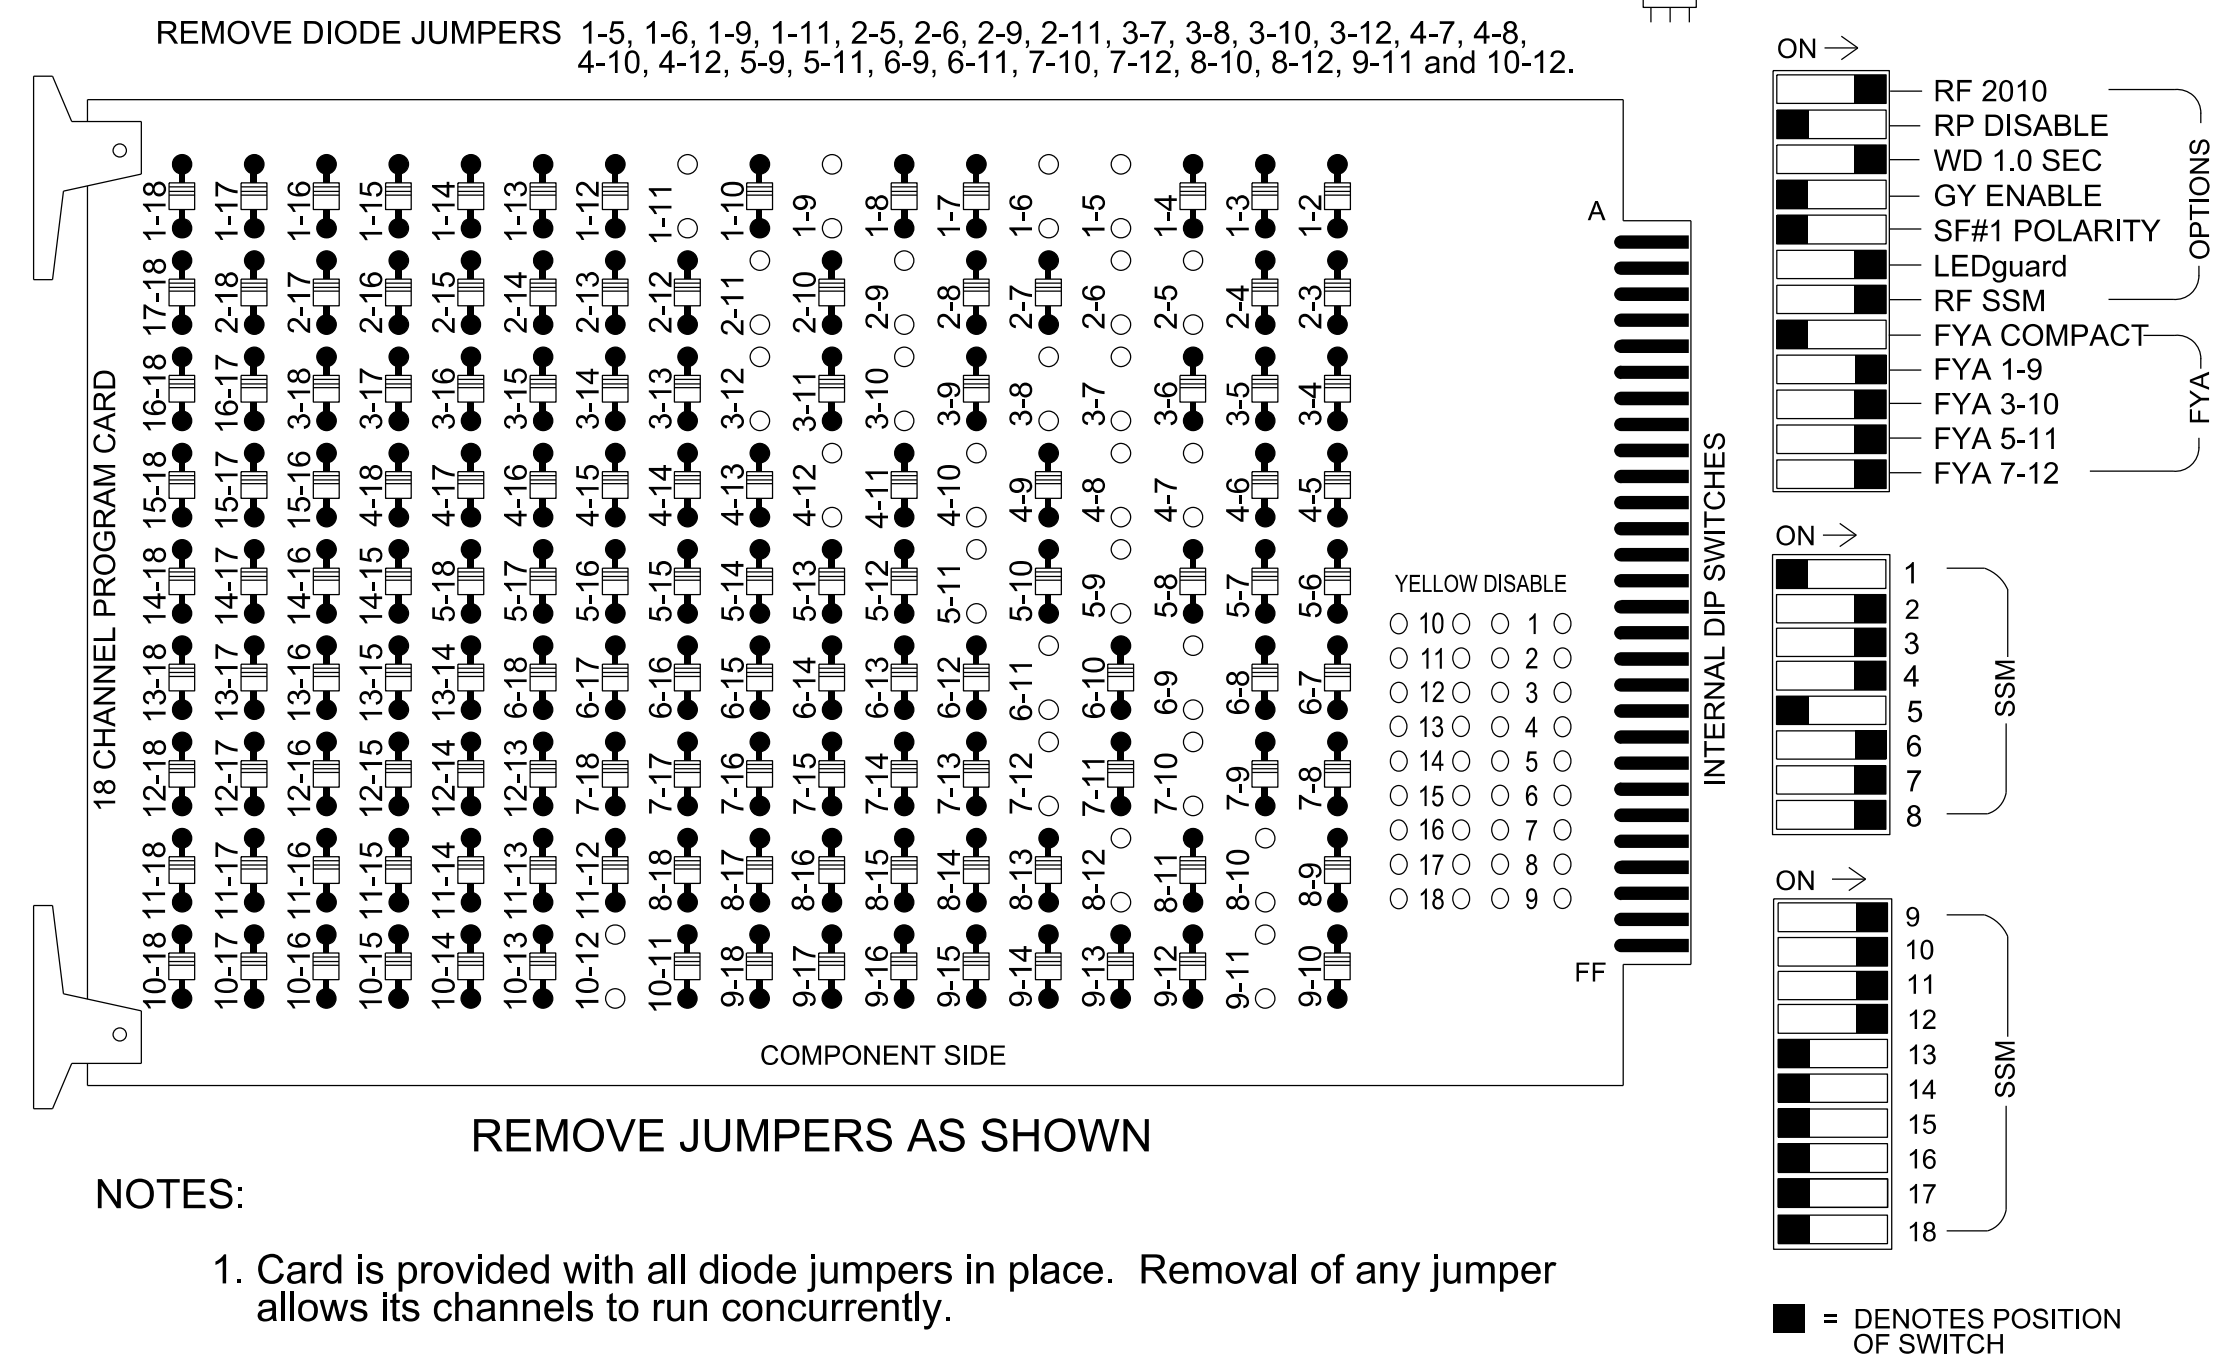 REMOVE DIODE JUMPERS 1-5, 1-6, 1-9, 1-11, 2-5, 2-6, 2-9, 2-11, 3-7, 3-8, 3-10, 3-12, 4-7, 4-8,
4-10, 4-12, 5-9, 5-11, 6-9, 6-11, 7-10, 7-12, 8-10, 8-12, 9-11 and 10-12.
18 CHANNEL PROGRAM CARD
1-18 1-17 1-16 1-15 1-14 1-13 1-12 1-11 1-10 1-9 1-8 1-7 1-6 1-5 1-4 1-3 1-2
17-18 2-18 2-17 2-16 2-15 2-14 2-13 2-12 2-11 2-10 2-9 2-8 2-7 2-6 2-5 2-4 2-3
16-18 16-17 3-18 3-17 3-16 3-15 3-14 3-13 3-12 3-11 3-10 3-9 3-8 3-7 3-6 3-5 3-4
15-18 15-17 15-16 4-18 4-17 4-16 4-15 4-14 4-13 4-12 4-11 4-10 4-9 4-8 4-7 4-6 4-5
14-18 14-17 14-16 14-15 5-18 5-17 5-16 5-15 5-14 5-13 5-12 5-11 5-10 5-9 5-8 5-7 5-6
13-18 13-17 13-16 13-15 13-14 6-18 6-17 6-16 6-15 6-14 6-13 6-12 6-11 6-10 6-9 6-8 6-7
12-18 12-17 12-16 12-15 12-14 12-13 7-18 7-17 7-16 7-15 7-14 7-13 7-12 7-11 7-10 7-9 7-8
11-18 11-17 11-16 11-15 11-14 11-13 11-12 8-18 8-17 8-16 8-15 8-14 8-13 8-12 8-11 8-10 8-9
10-18 10-17 10-16 10-15 10-14 10-13 10-12 10-11 9-18 9-17 9-16 9-15 9-14 9-13 9-12 9-11 9-10
YELLOW DISABLE
10 1
11 2
12 3
13 4
14 5
15 6
16 7
17 8
18 9
A
FF
COMPONENT SIDE
INTERNAL DIP SWITCHES
ON
RF 2010
RP DISABLE
WD 1.0 SEC
GY ENABLE
SF#1 POLARITY
LEDguard
RF SSM
OPTIONS
FYA COMPACT
FYA 1-9
FYA 3-10
FYA 5-11
FYA 7-12
FYA
ON
1
2
3
4
5
6
7
8
SSM
ON
9
10
11
12
13
14
15
16
17
18
SSM
= DENOTES POSITION
OF SWITCH
REMOVE JUMPERS AS SHOWN
NOTES:
1. Card is provided with all diode jumpers in place. Removal of any jumper
allows its channels to run concurrently.